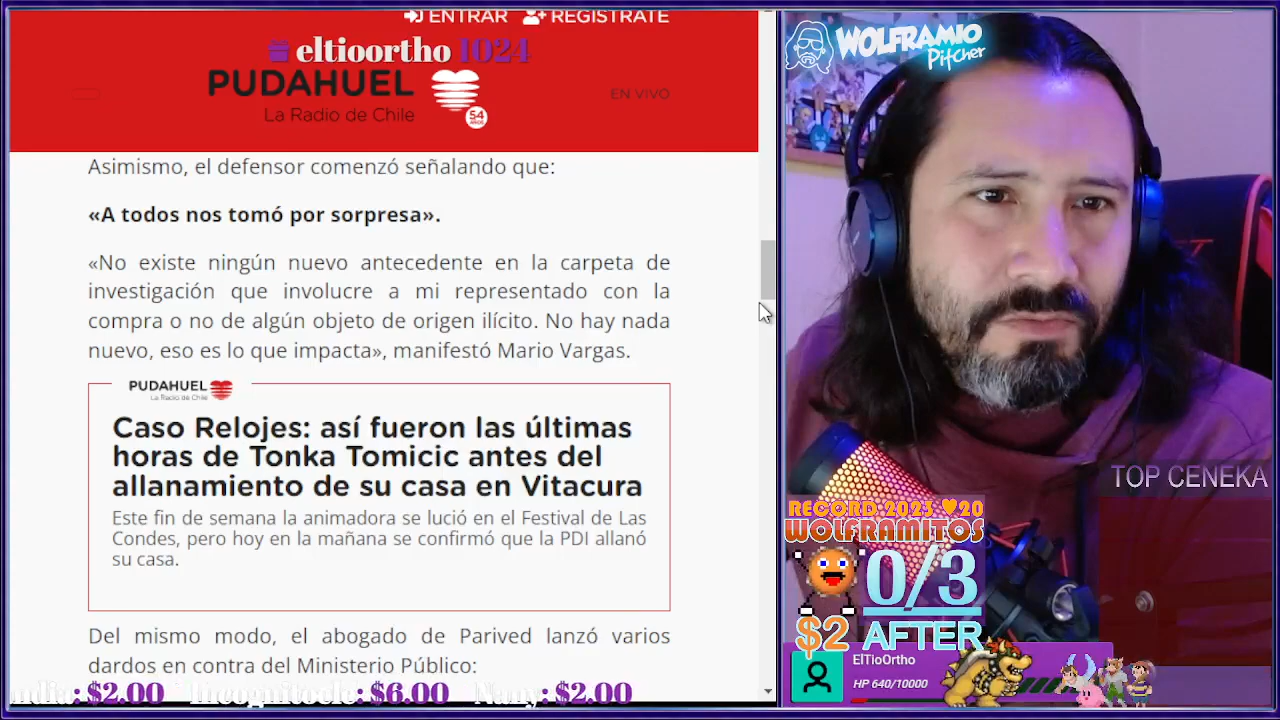 ENTRAR REGISTRATE
eltioortho 1024
PUDAHUEL
La Radio de Chile
54
AÑOS
EN VIVO
Asimismo, el defensor comenzó señalando que:
«A todos nos tomó por sorpresa».
«No existe ningún nuevo antecedente en la carpeta de
investigación que involucre a mi representado con la
compra o no de algún objeto de origen ilícito. No hay nada
nuevo, eso es lo que impacta», manifestó Mario Vargas.
PUDAHUEL
La Radio de Chile
Caso Relojes: así fueron las últimas
horas de Tonka Tomicic antes del
allanamiento de su casa en Vitacura
Este fin de semana la animadora se lució en el Festival de Las
Condes, pero hoy en la mañana se confirmó que la PDI allanó
su casa.
Del mismo modo, el abogado de Parived lanzó varios
dardos en contra del Ministerio Público:
: $2.00 : $6.00 : $2.00
WOLFRAMIO
Pitcher
TOP CENEKA
RECORD 2023 ♥20
WOLFRAMITOS
0/3
$2 AFTER
ElTioOrtho
HP 640/10000